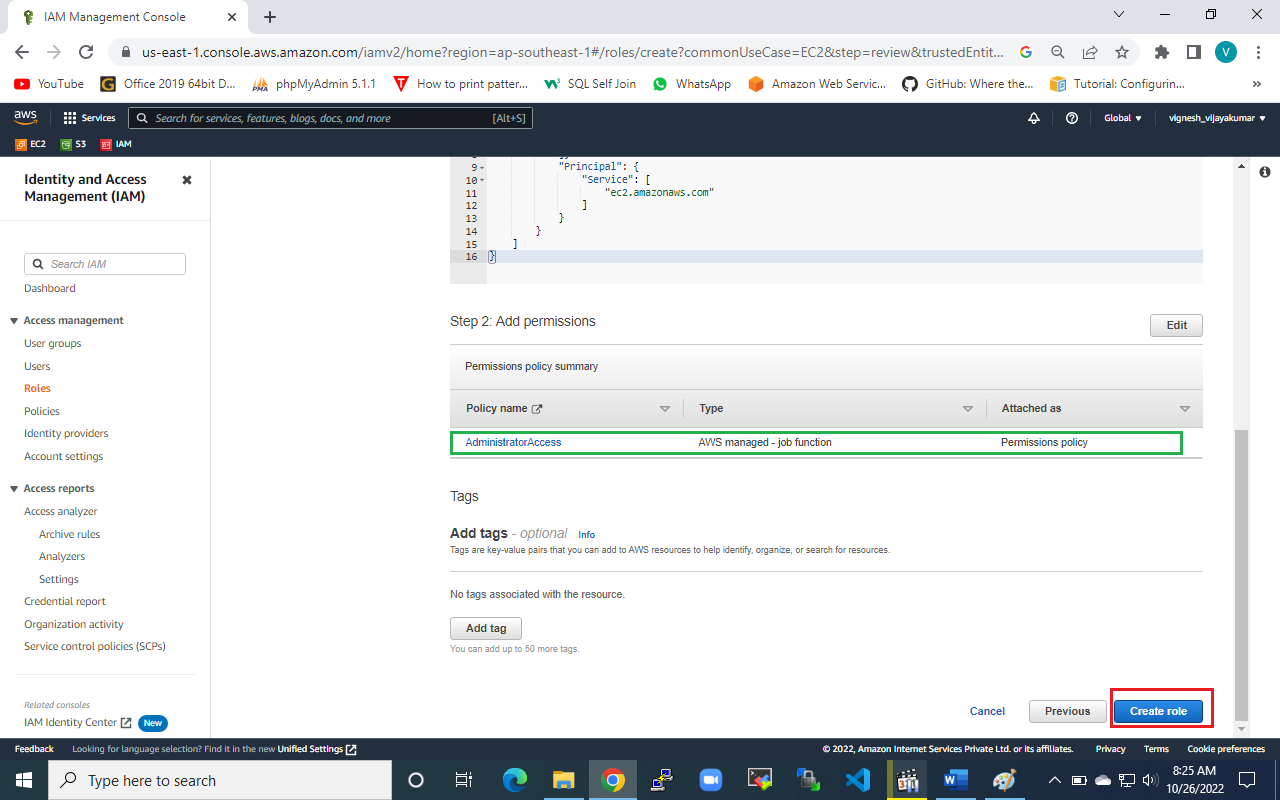 IAM Management Console
us-east-1.console.aws.amazon.com/iamv2/home?region=ap-southeast-1#/roles/create?commonUseCase=EC2&step=review&trustedEntit...
V
YouTube
Office 2019 64bit D...
phpMyAdmin 5.1.1
How to print patter...
SQL Self Join
WhatsApp
Amazon Web Servic...
GitHub: Where the...
Tutorial: Configurin...
aws
Services
Search for services, features, blogs, docs, and more
[Alt+S]
Global
vignesh_vijayakumar
EC2
S3
IAM
Identity and Access
Management (IAM)
Search IAM
Dashboard
Access management
User groups
Users
Roles
Policies
Identity providers
Account settings
Access reports
Access analyzer
Archive rules
Analyzers
Settings
Credential report
Organization activity
Service control policies (SCPs)
Related consoles
IAM Identity Center New
9 "Principal": {
10 "Service": [
11 "ec2.amazonaws.com"
12 ]
13 }
14 }
15 ]
16 }
Step 2: Add permissions
Edit
Permissions policy summary
Policy name Type Attached as
AdministratorAccess AWS managed - job function Permissions policy
Tags
Add tags - optional Info
Tags are key-value pairs that you can add to AWS resources to help identify, organize, or search for resources.
No tags associated with the resource.
Add tag
You can add up to 50 more tags.
Cancel
Previous
Create role
Feedback
Looking for language selection? Find it in the new Unified Settings
© 2022, Amazon Internet Services Private Ltd. or its affiliates.
Privacy
Terms
Cookie preferences
Type here to search
8:25 AM
10/26/2022